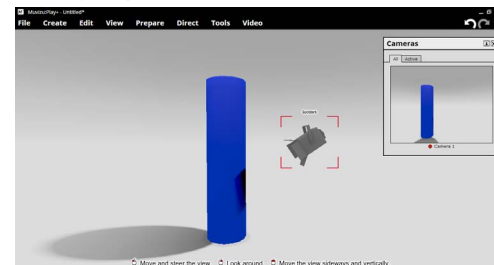 MuvizuPlay+ - Untitled*
File Create Edit View Prepare Direct Tools Video
Cameras
All Active
Camera 1
Move and steer the view Look around Move the view sideways and vertically